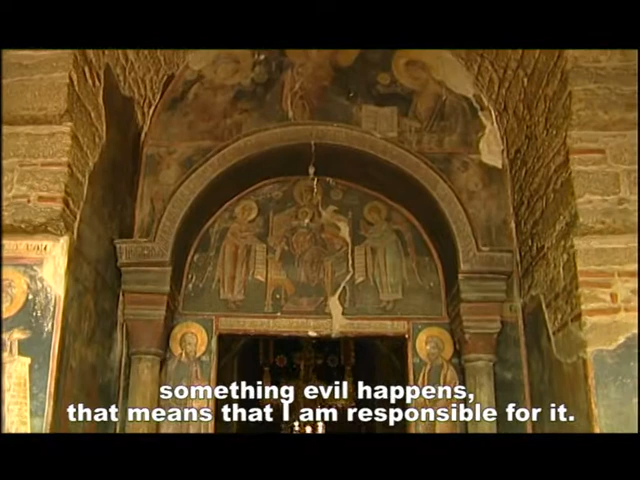 something evil happens,
that means that I am responsible for it.